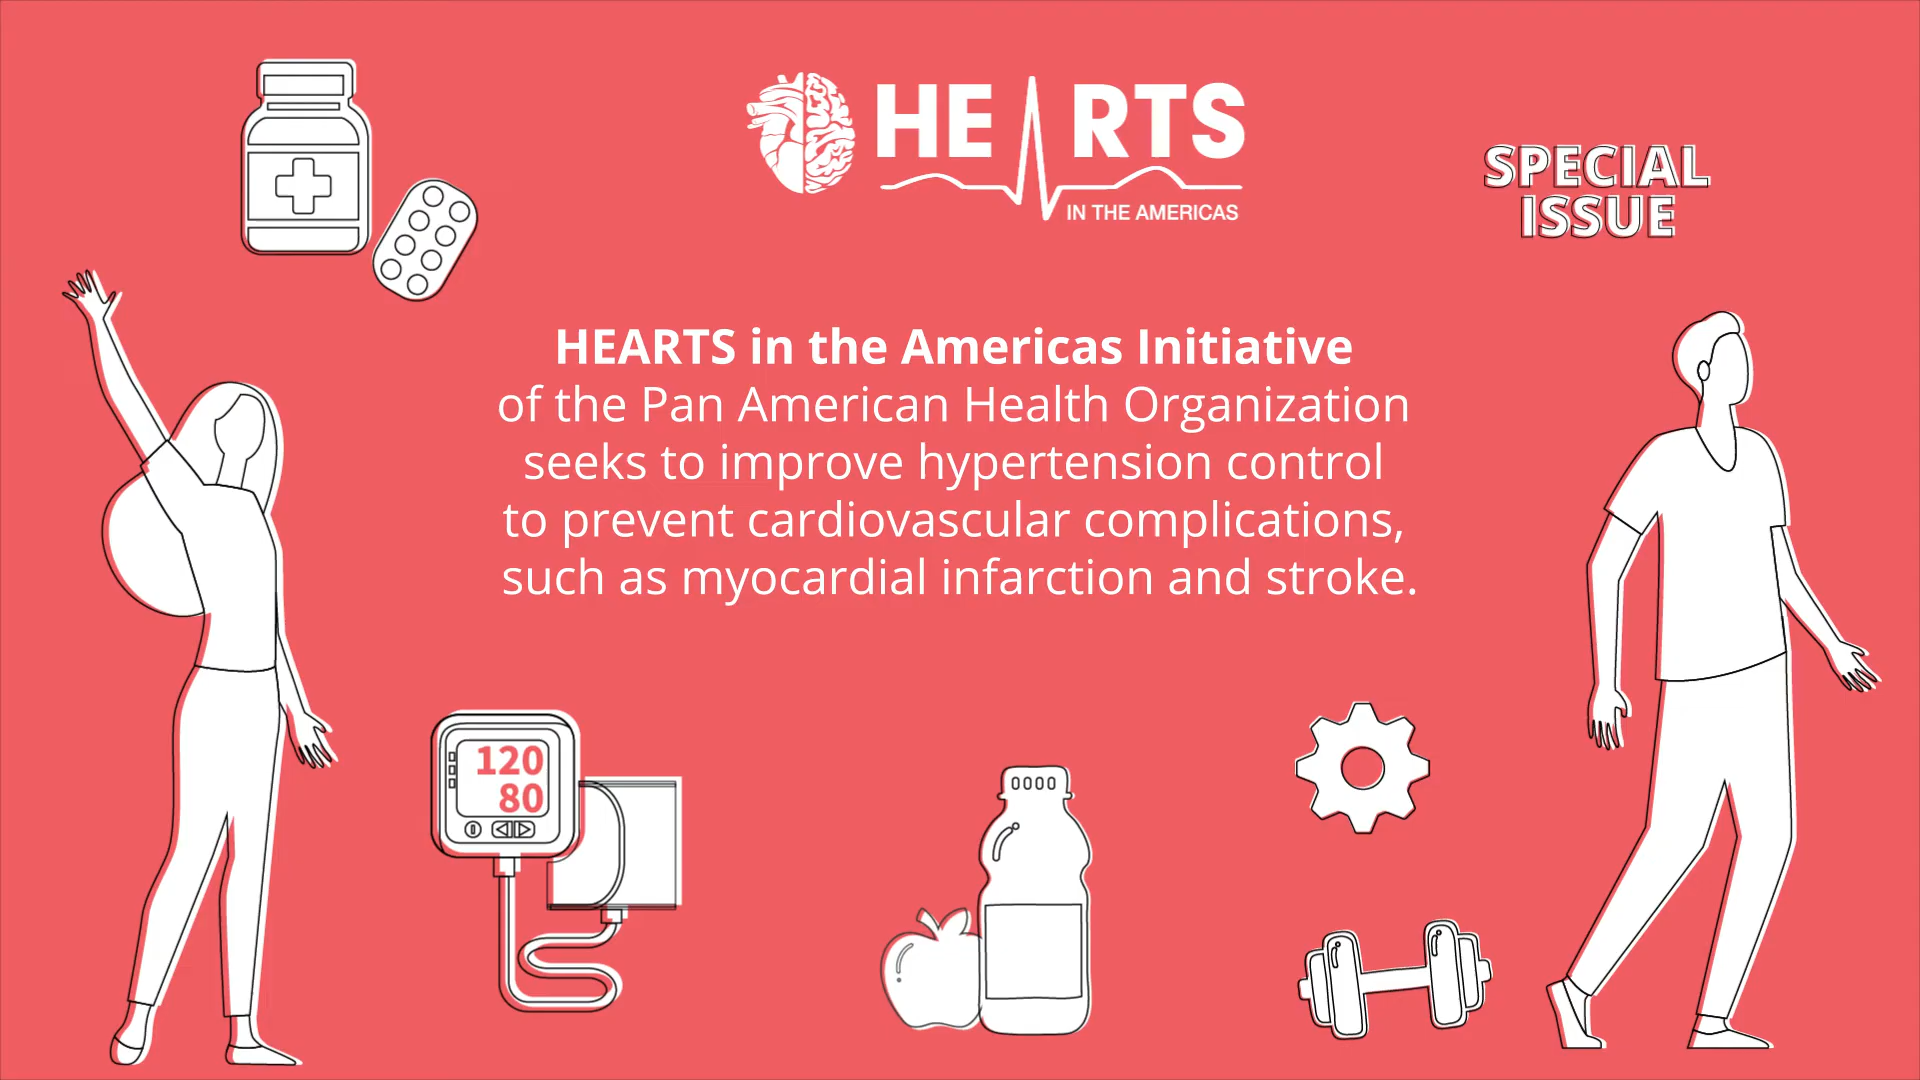 HEARTS
IN THE AMERICAS
SPECIAL
ISSUE
HEARTS in the Americas Initiative
of the Pan American Health Organization
seeks to improve hypertension control
to prevent cardiovascular complications,
such as myocardial infarction and stroke.
120
80